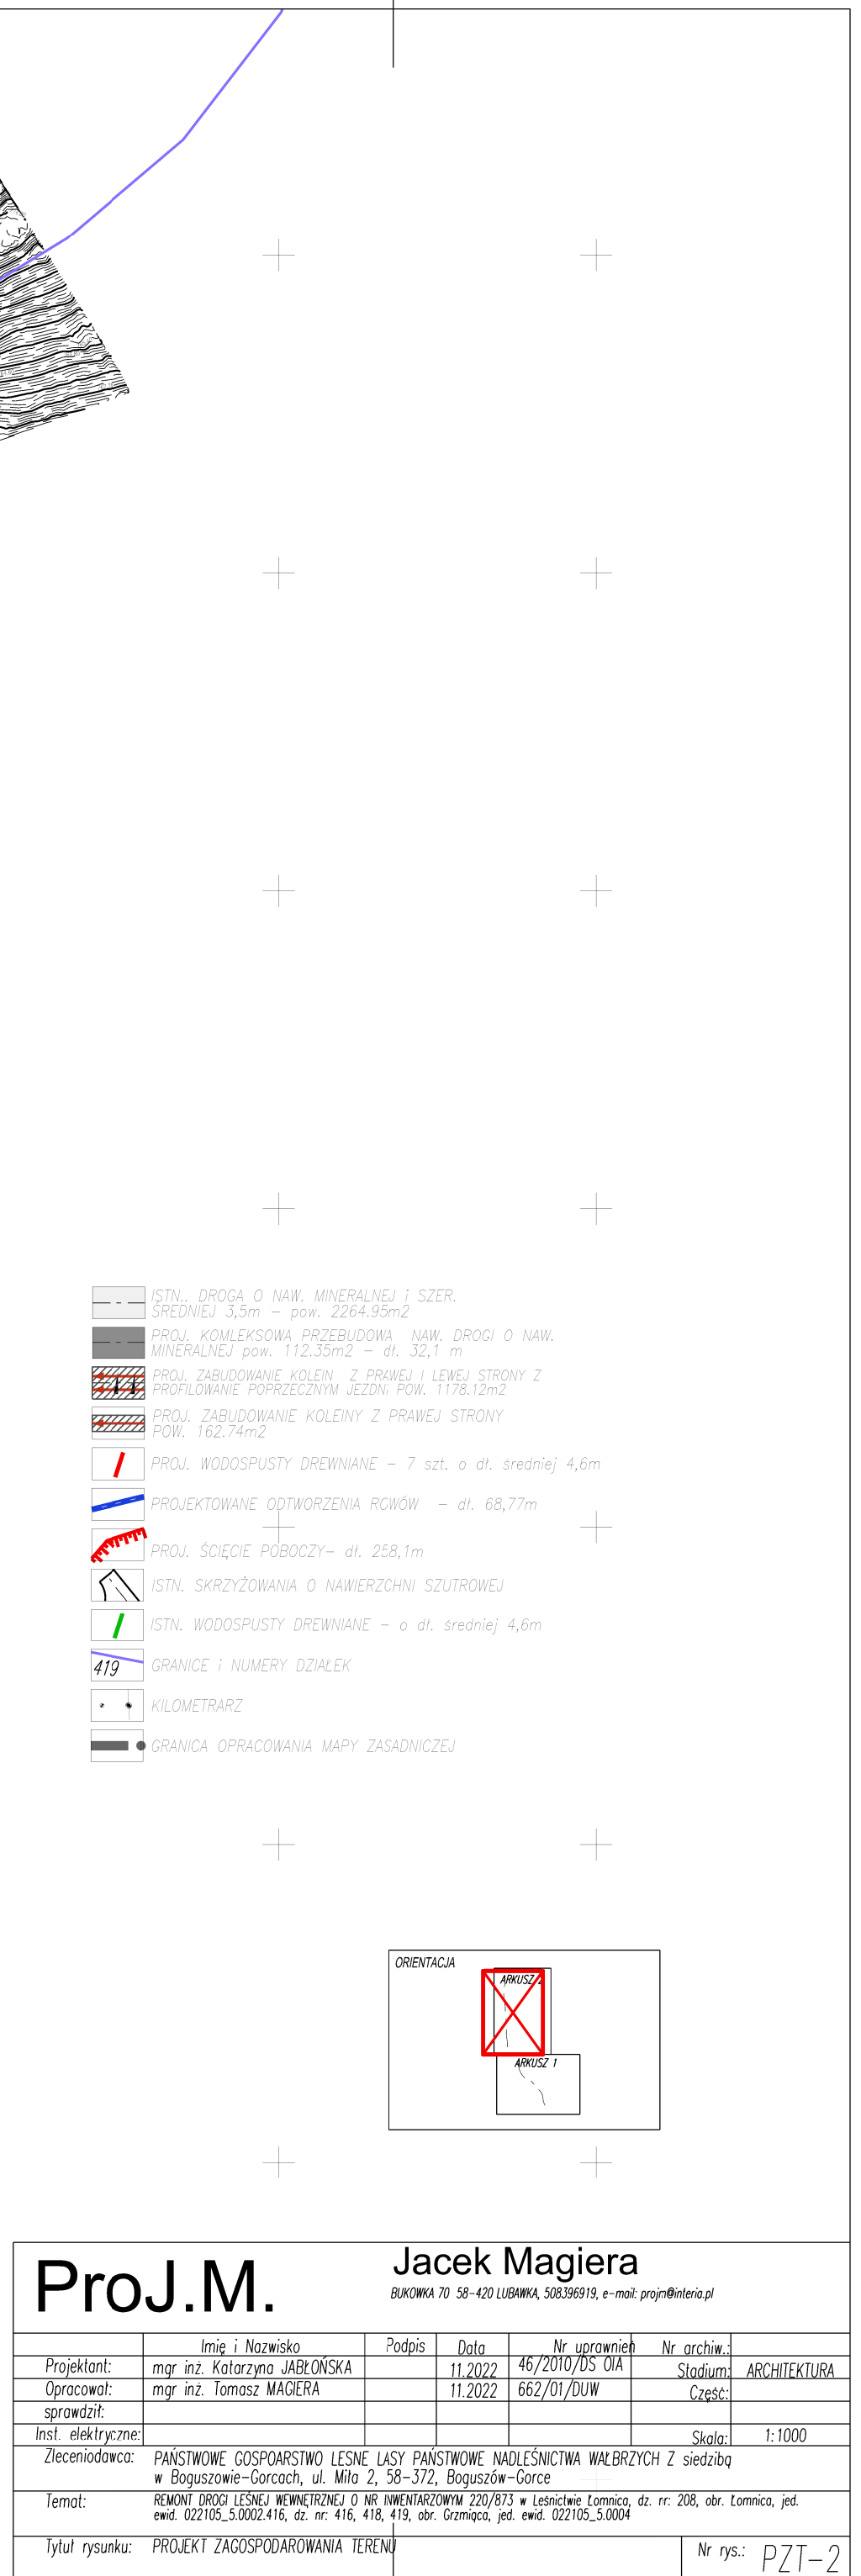 ISTN.. DROGA O NAW. MINERALNEJ i SZER.
ŚREDNIEJ 3,5m – pow. 2264.95m2
PROJ. KOMLEKSOWA PRZEBUDOWA NAW. DROGI O NAW.
MINERALNEJ pow. 112.35m2 – dł. 32,1 m
PROJ. ZABUDOWANIE KOLEIN Z PRAWEJ I LEWEJ STRONY Z
PROFILOWANIE POPRZECZNYM JEZDNi POW. 1178.12m2
PROJ. ZABUDOWANIE KOLEINY Z PRAWEJ STRONY
POW. 162.74m2
PROJ. WODOSPUSTY DREWNIANE – 7 szt. o dł. średniej 4,6m
PROJEKTOWANE ODTWORZENIA ROWÓW – dł. 68,77m
PROJ. ŚCIĘCIE POBOCZY– dł. 258,1m
ISTN. SKRZYŻOWANIA O NAWIERZCHNI SZUTROWEJ
ISTN. WODOSPUSTY DREWNIANE – o dł. średniej 4,6m
419 GRANICE i NUMERY DZIAŁEK
KILOMETRARZ
GRANICA OPRACOWANIA MAPY ZASADNICZEJ
ORIENTACJA
ARKUSZ 2
ARKUSZ 1
ProJ.M.
Jacek Magiera
BUKOWKA 70 58–420 LUBAWKA, 508396919, e–mail: projm@interia.pl
Imię i Nazwisko Podpis Data Nr uprawnień Nr archiw.:
Projektant: mgr inż. Katarzyna JABŁOŃSKA 11.2022 46/2010/DS OIA Stadium: ARCHITEKTURA
Opracował: mgr inż. Tomasz MAGIERA 11.2022 662/01/DUW Część:
sprawdził:
Inst. elektryczne: Skala: 1:1000
Zleceniodawca: PAŃSTWOWE GOSPOARSTWO LESNE LASY PAŃSTWOWE NADLEŚNICTWA WAŁBRZYCH Z siedzibą
w Boguszowie–Gorcach, ul. Miła 2, 58–372, Boguszów–Gorce
Temat: REMONT DROGI LEŚNEJ WEWNĘTRZNEJ O NR INWENTARZOWYM 220/873 w Leśnictwie Łomnica, dz. nr: 208, obr. Łomnica, jed.
ewid. 022105_5.0002.416, dz. nr: 416, 418, 419, obr. Grzmiąca, jed. ewid. 022105_5.0004
Tytuł rysunku: PROJEKT ZAGOSPODAROWANIA TERENU Nr rys.: PZT–2